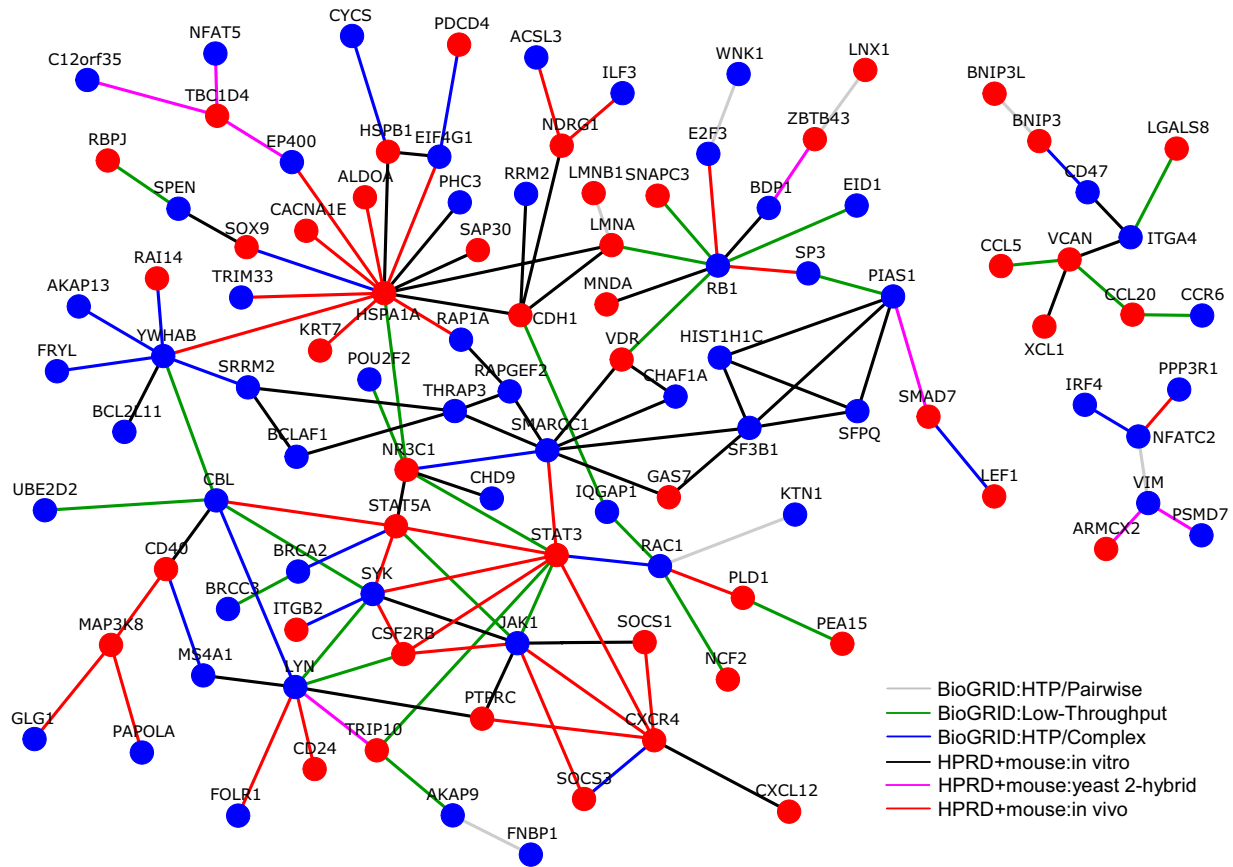 CYCS
PDCD4
NFAT5
ACSL3
WNK1
LNX1
C12orf35
ILF3
BNIP3L
TBC1D4
HSPB1
EIF4G1
NDRG1
E2F3
ZBTB43
BNIP3
LGALS8
RBPJ
EP400
CD47
SPEN
ALDOA
PHC3
RRM2
LMNB1
SNAPC3
BDP1
EID1
CACNA1E
SOX9
SAP30
LMNA
SP3
ITGA4
VCAN
CCL5
RAI14
TRIM33
PIAS1
AKAP13
HSPA1A
MNDA
RB1
CCL20
CCR6
YWHAB
KRT7
RAP1A
CDH1
XCL1
FRYL
SRRM2
POU2F2
RAPGEF2
VDR
HIST1H1C
THRAP3
CHAF1A
PPP3R1
IRF4
BCL2L11
SMAD7
BCLAF1
SMARCC1
SF3B1
SFPQ
NFATC2
NR3C1
GAS7
LEF1
CBL
CHD9
UBE2D2
IQGAP1
KTN1
VIM
STAT5A
STAT3
ARMCX2
PSMD7
CD40
BRCA2
RAC1
BRCC3
SYK
PLD1
ITGB2
MAP3K8
CSF2RB
JAK1
SOCS1
PEA15
MS4A1
LYN
NCF2
PTPRC
GLG1
PAPOLA
CD24
TRIP10
CXCR4
FOLR1
AKAP9
SOCS3
CXCL12
FNBP1
BioGRID:HTP/Pairwise
BioGRID:Low-Throughput
BioGRID:HTP/Complex
HPRD+mouse:in vitro
HPRD+mouse:yeast 2-hybrid
HPRD+mouse:in vivo